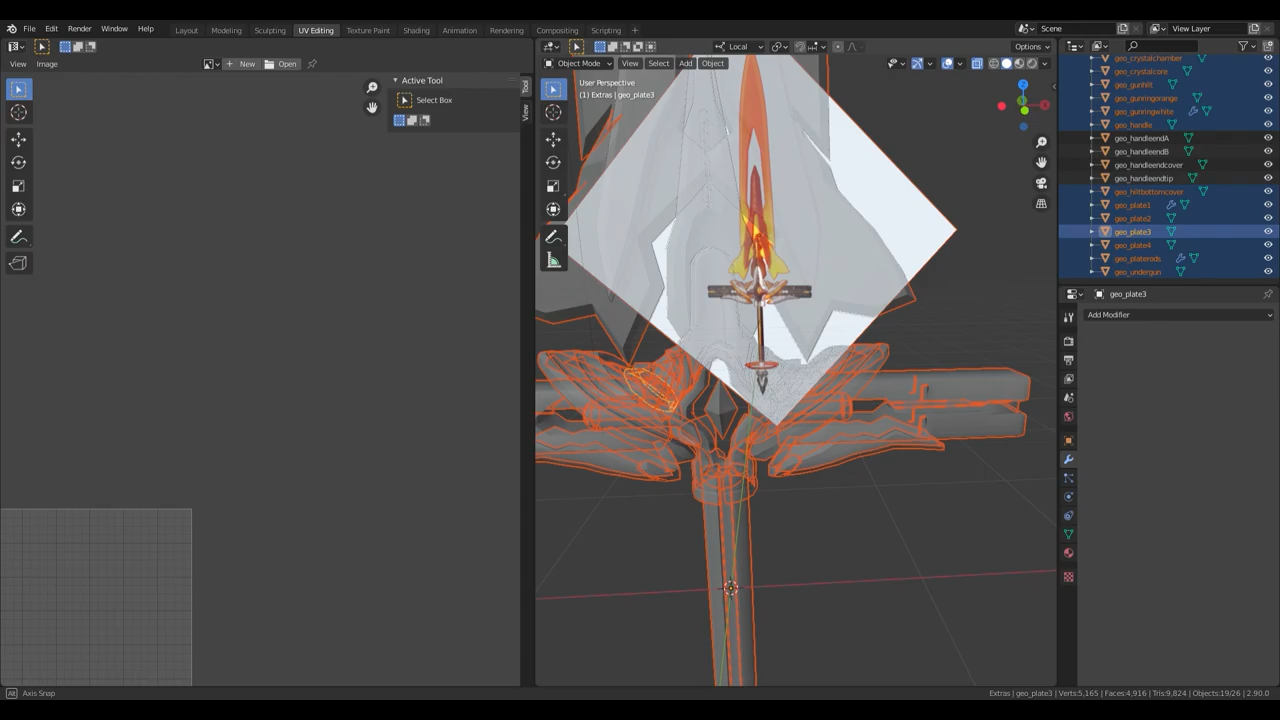 File Edit Render Window Help
Layout Modeling Sculpting UV Editing Texture Paint Shading Animation Rendering Compositing Scripting +
Scene
View Layer
Local
Options
View Image
New
Open
Object Mode
View Select Add Object
Active Tool
Select Box
Tool
View
User Perspective
(1) Extras | geo_plate3
geo_crystalchamber
geo_crystalcore
geo_gunhilt
geo_gunringorange
geo_gunringwhite
geo_handle
geo_handleendA
geo_handleendB
geo_handleendcover
geo_handleendtip
geo_hiltbottomcover
geo_plate1
geo_plate2
geo_plate3
geo_plate4
geo_platerods
geo_undergun
geo_plate3
Add Modifier
Alt Axis Snap
Extras | geo_plate3 | Verts:5,165 | Faces:4,916 | Tris:9,824 | Objects:19/26 | 2.90.0